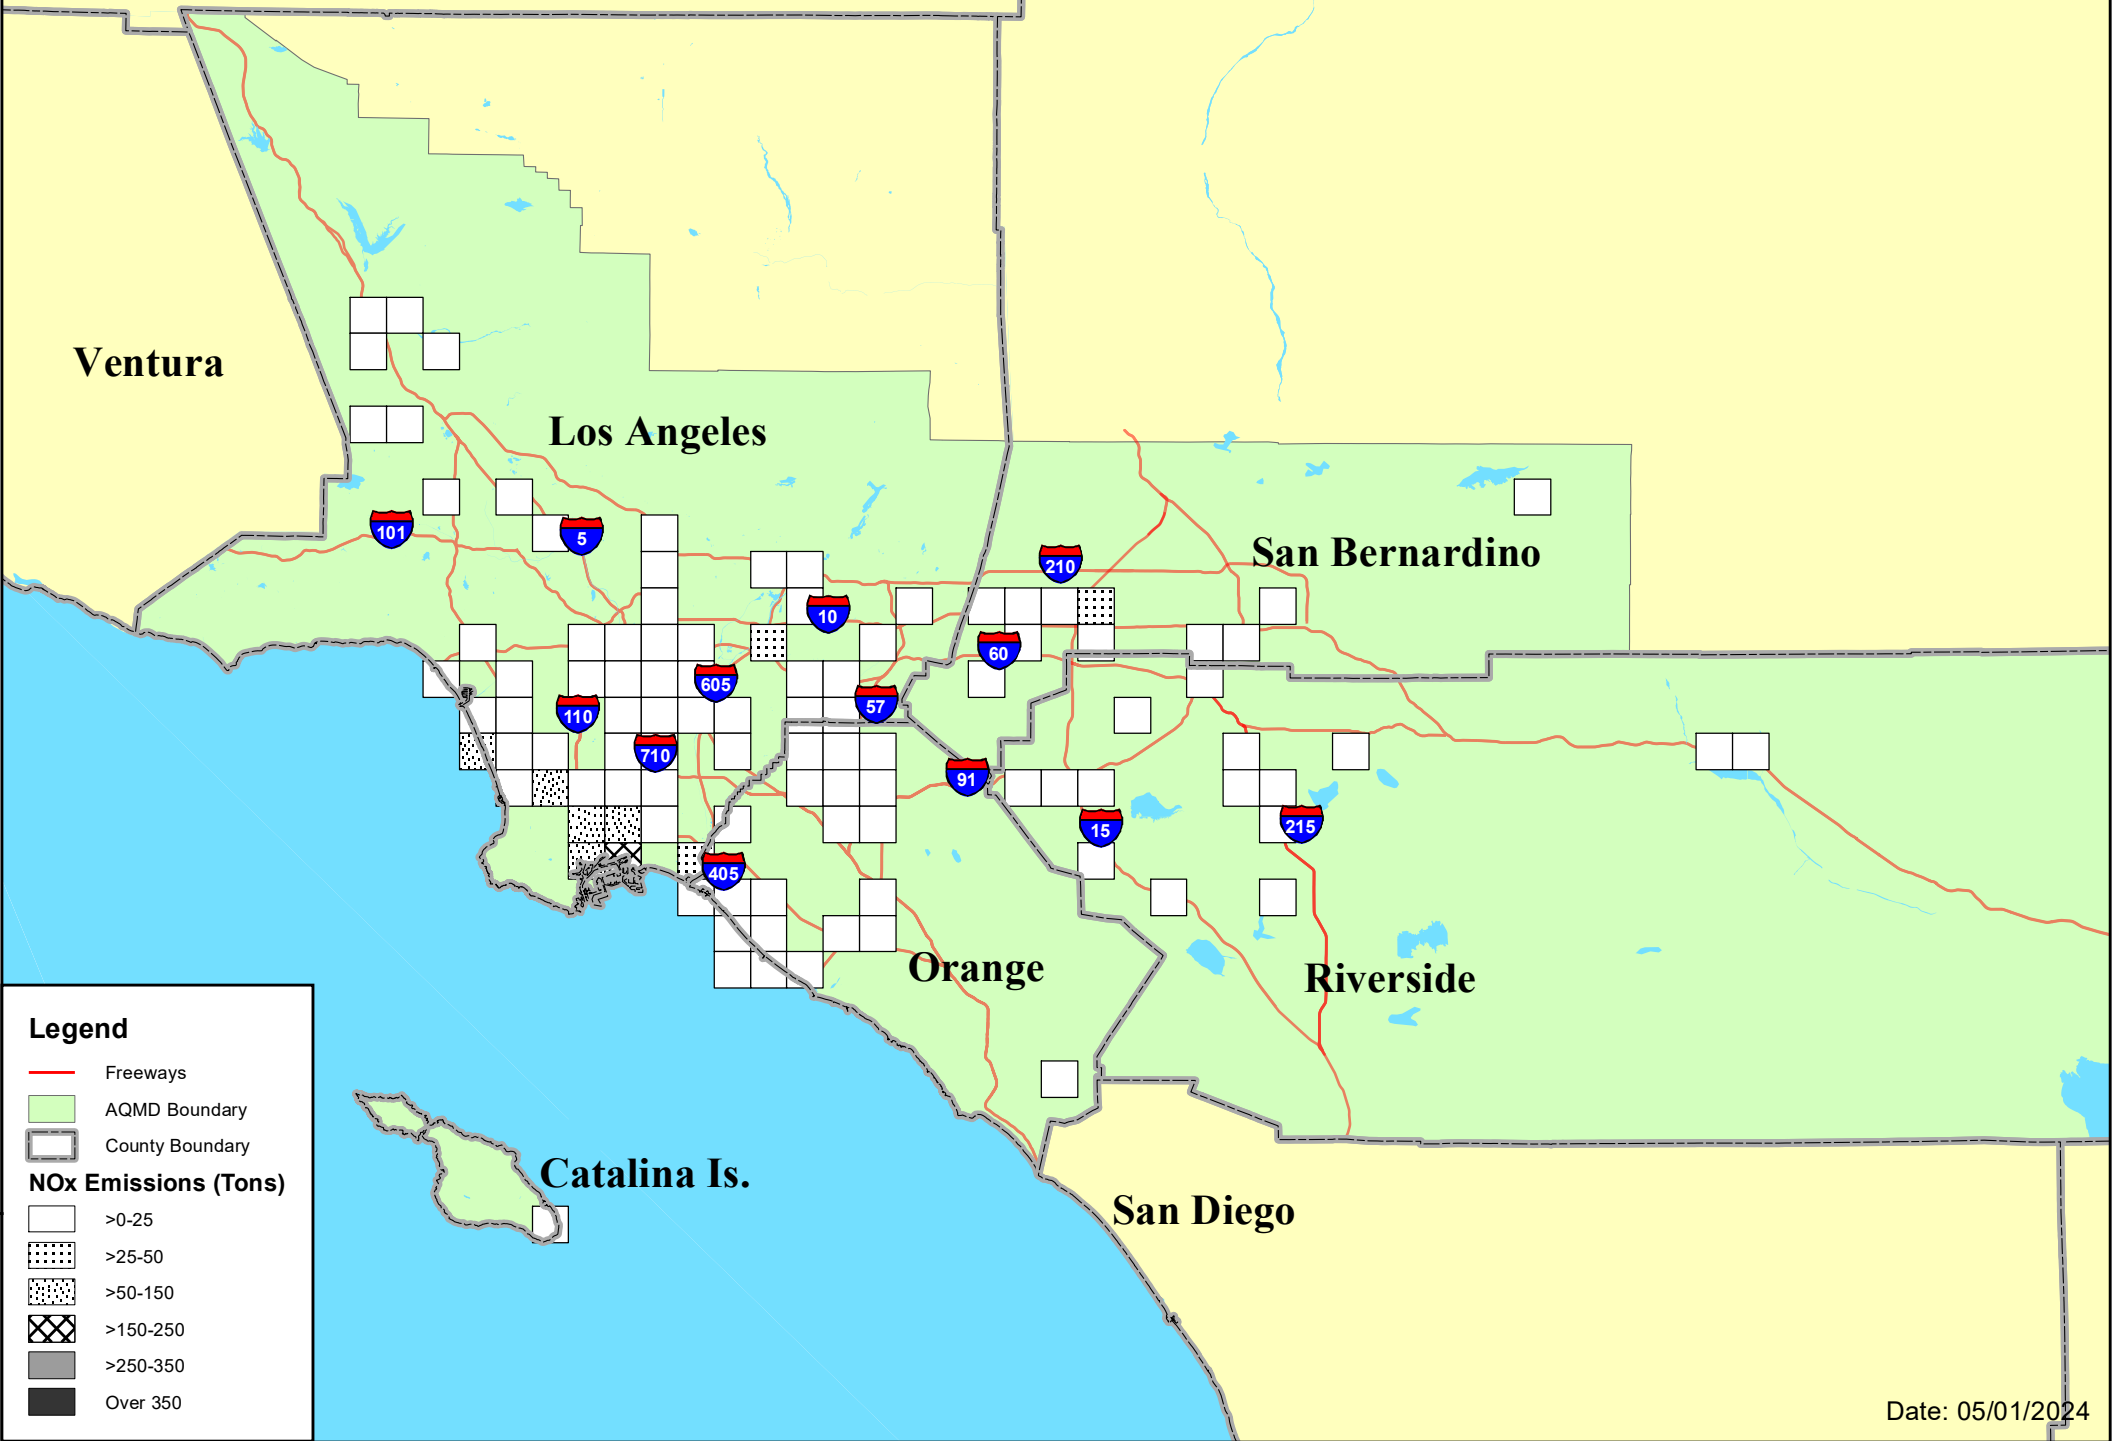 Ventura
Los Angeles
101
5
210
San Bernardino
10
60
605
57
110
710
91
15
215
405
Orange
Riverside
Legend
Freeways
AQMD Boundary
County Boundary
NOx Emissions (Tons)
>0-25
>25-50
>50-150
>150-250
>250-350
Over 350
Catalina Is.
San Diego
Date: 05/01/2024